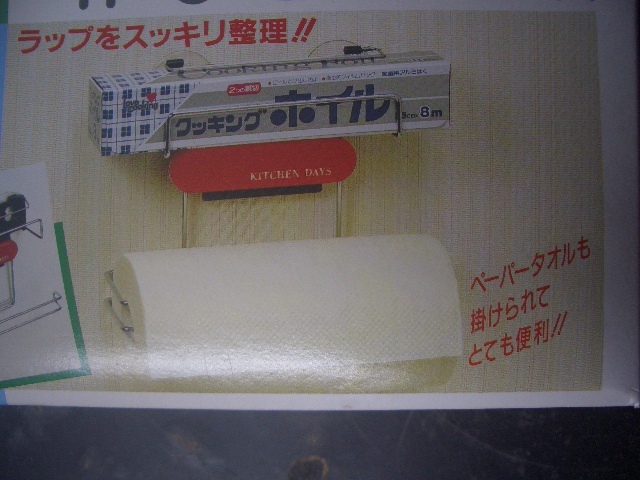 ラップをスッキリ整理!!
Cooking Foil
クッキングホイル
8m
KITCHEN DAYS
ペーパータオルも
掛けられて
とても便利!!